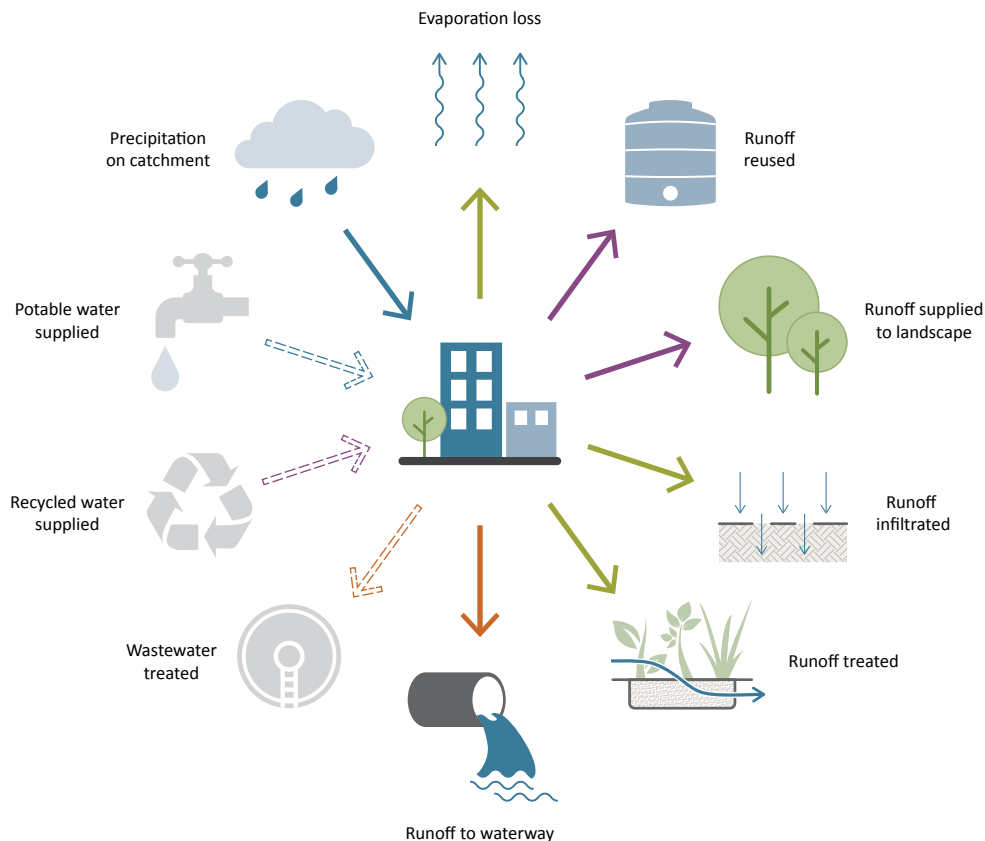 Evaporation loss
Precipitation
on catchment
Runoff
reused
Potable water
supplied
Runoff supplied
to landscape
Recycled water
supplied
Runoff
infiltrated
Wastewater
treated
Runoff treated
Runoff to waterway